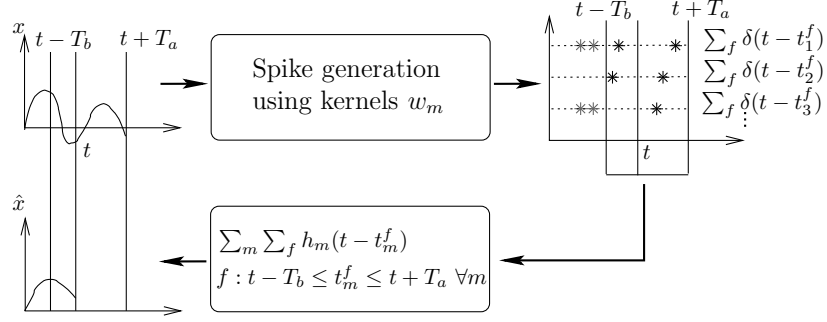 x
t − T_b
t + T_a
t
Spike generation
using kernels w_m
t − T_b
t + T_a
∑_f δ(t − t_1^f)
∑_f δ(t − t_2^f)
∑_f δ(t − t_3^f)
⋮
t
x̂
∑_m ∑_f h_m(t − t_m^f)
f : t − T_b ≤ t_m^f ≤ t + T_a ∀m